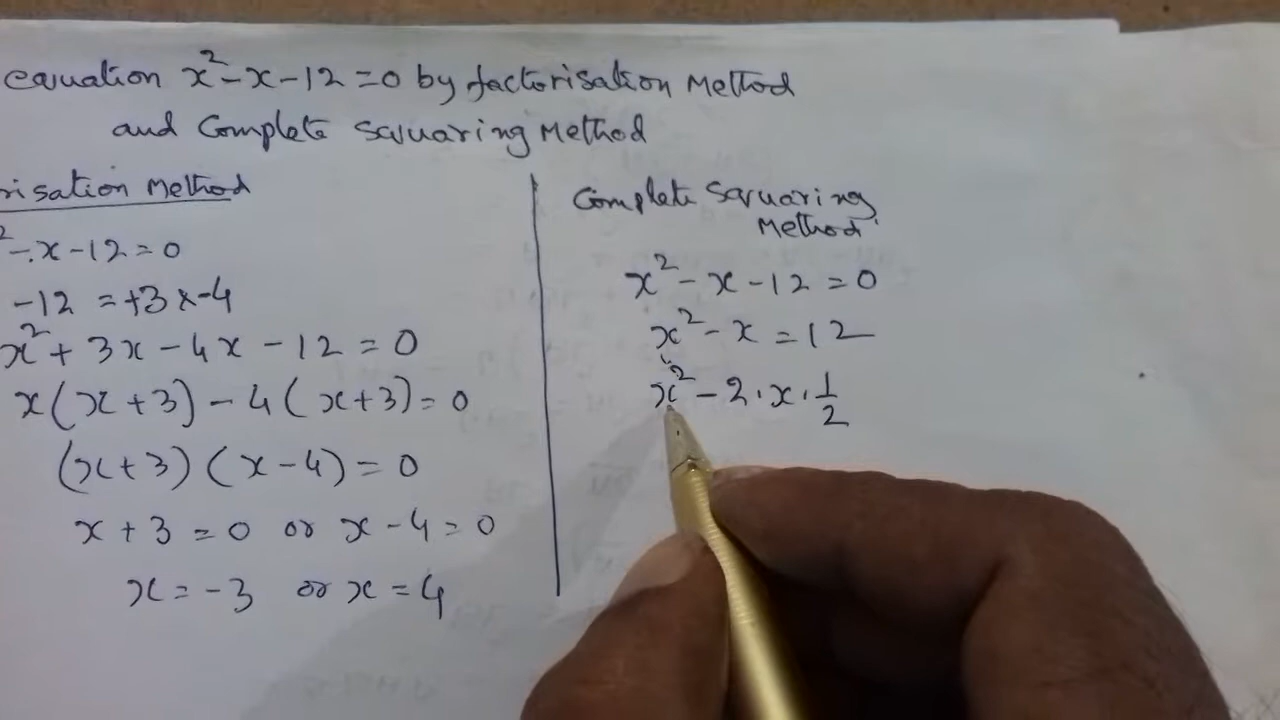 equation x² - x - 12 = 0 by factorisation Method
and Complete Squaring Method
risation Method
² - x - 12 = 0
-12 = +3 x -4
x² + 3x - 4x - 12 = 0
x(x + 3) - 4(x+3) = 0
(x+3)(x-4) = 0
x + 3 = 0 or x - 4 = 0
x = -3 or x = 4
Complete Squaring
Method
x² - x - 12 = 0
x² - x = 12
x² - 2 · x · 1/2